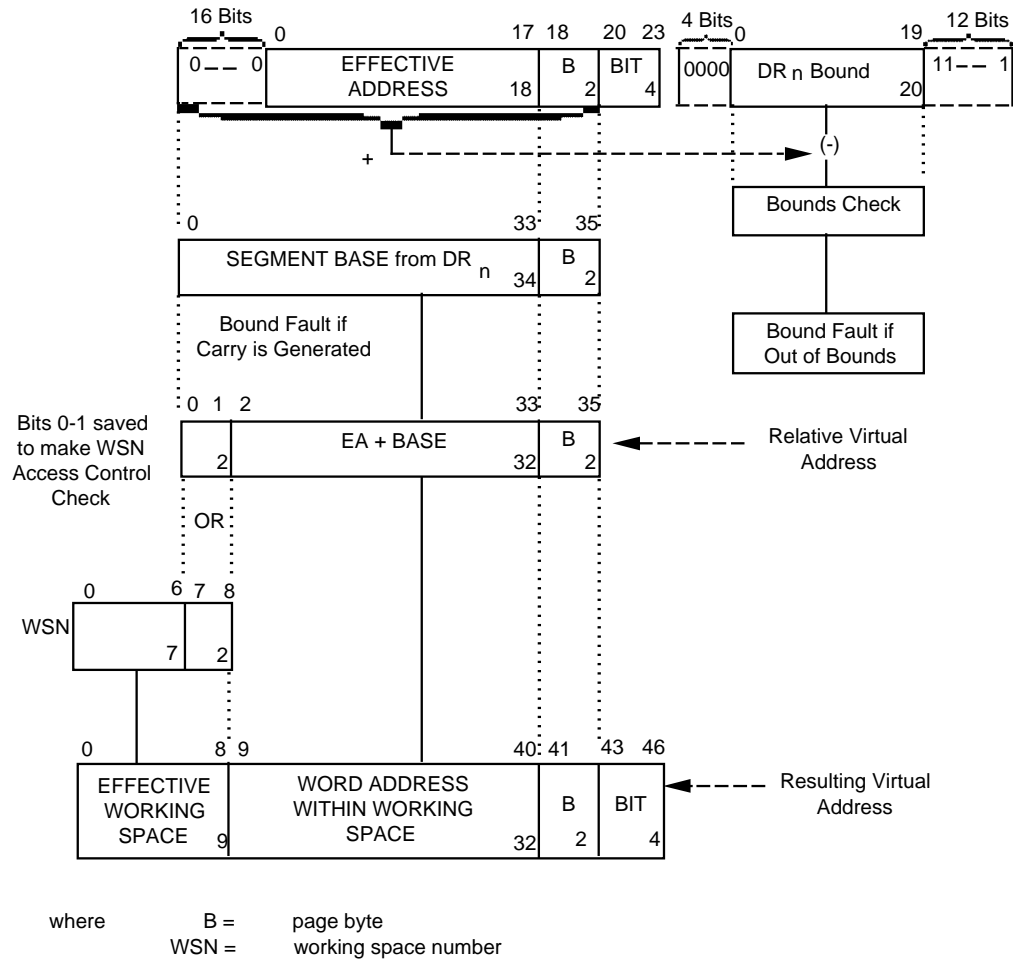 16 Bits 4 Bits 12 Bits
0 17 18 20 23 0 19
0 0 EFFECTIVE ADDRESS 18 B 2 BIT 4 0000 DR n Bound 20 11 1
+ (-)
Bounds Check
0 33 35
SEGMENT BASE from DR n 34 B 2
Bound Fault if
Carry is Generated
Bound Fault if
Out of Bounds
Bits 0-1 saved
to make WSN
Access Control
Check
0 1 2 33 35
2 EA + BASE 32 B 2
Relative Virtual
Address
OR
0 6 7 8
WSN 7 2
0 8 9 40 41 43 46
EFFECTIVE
WORKING
SPACE 9
WORD ADDRESS
WITHIN WORKING
SPACE 32
B 2
BIT 4
Resulting Virtual
Address
where B = page byte
WSN = working space number